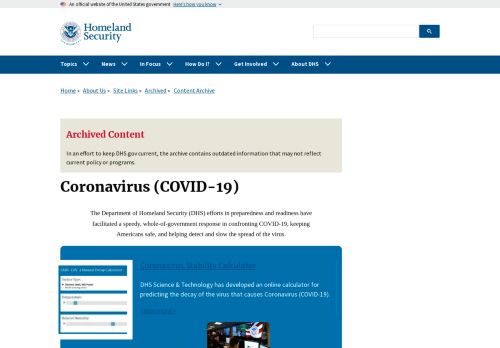 An official website of the United States government Here's how you know
Homeland
Security
Topics News In Focus How Do I? Get Involved About DHS
Home About Us Site Links Archived Content Archive
Archived Content
In an effort to keep DHS.gov current, the archive contains outdated information that may not reflect
current policy or programs.
Coronavirus (COVID-19)
The Department of Homeland Security (DHS) efforts in preparedness and readiness have
facilitated a speedy, whole-of-government response in confronting COVID-19, keeping
Americans safe, and helping detect and slow the spread of the virus.
Coronavirus Stability Calculator
DHS Science & Technology has developed an online calculator for
predicting the decay of the virus that causes Coronavirus (COVID-19).